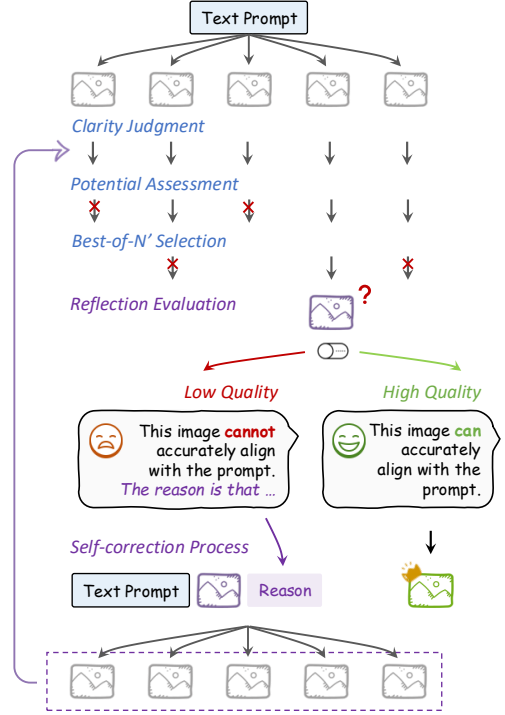 Text Prompt
Clarity Judgment
Potential Assessment
Best-of-N’ Selection
Reflection Evaluation
?
Low Quality
High Quality
This image cannot
accurately align
with the prompt.
The reason is that ...
This image can
accurately
align with the
prompt.
Self-correction Process
Text Prompt
Reason